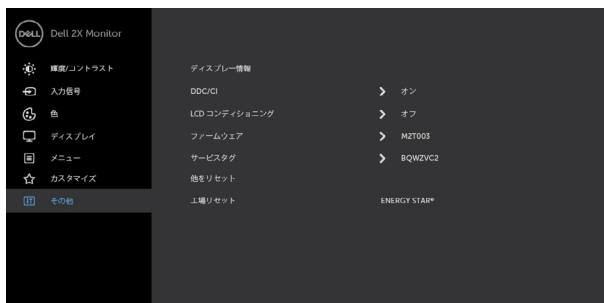 DELL Dell 2X Monitor
輝度/コントラスト
入力信号
色
ディスプレイ
メニュー
カスタマイズ
その他
ディスプレー情報
DDC/CI オン
LCD コンディショニング オフ
ファームウェア M2T003
サービスタグ BQWZVC2
他をリセット
工場リセット ENERGY STAR®